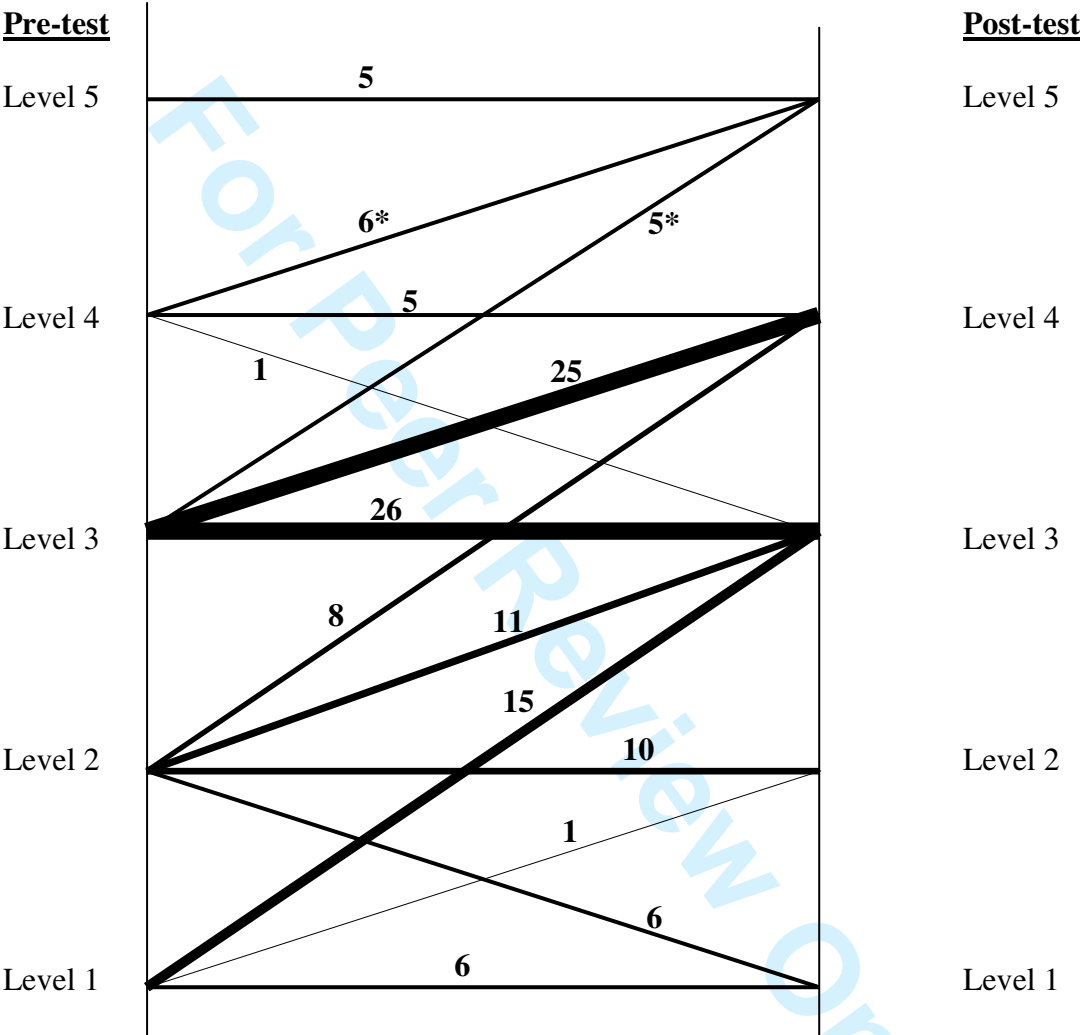 Pre-test Post-test
5
Level 5 Level 5
6* 5*
5
Level 4 Level 4
1 25
26
Level 3 Level 3
8 11
15
10
Level 2 Level 2
1
6
6
Level 1 Level 1
For Peer Review On